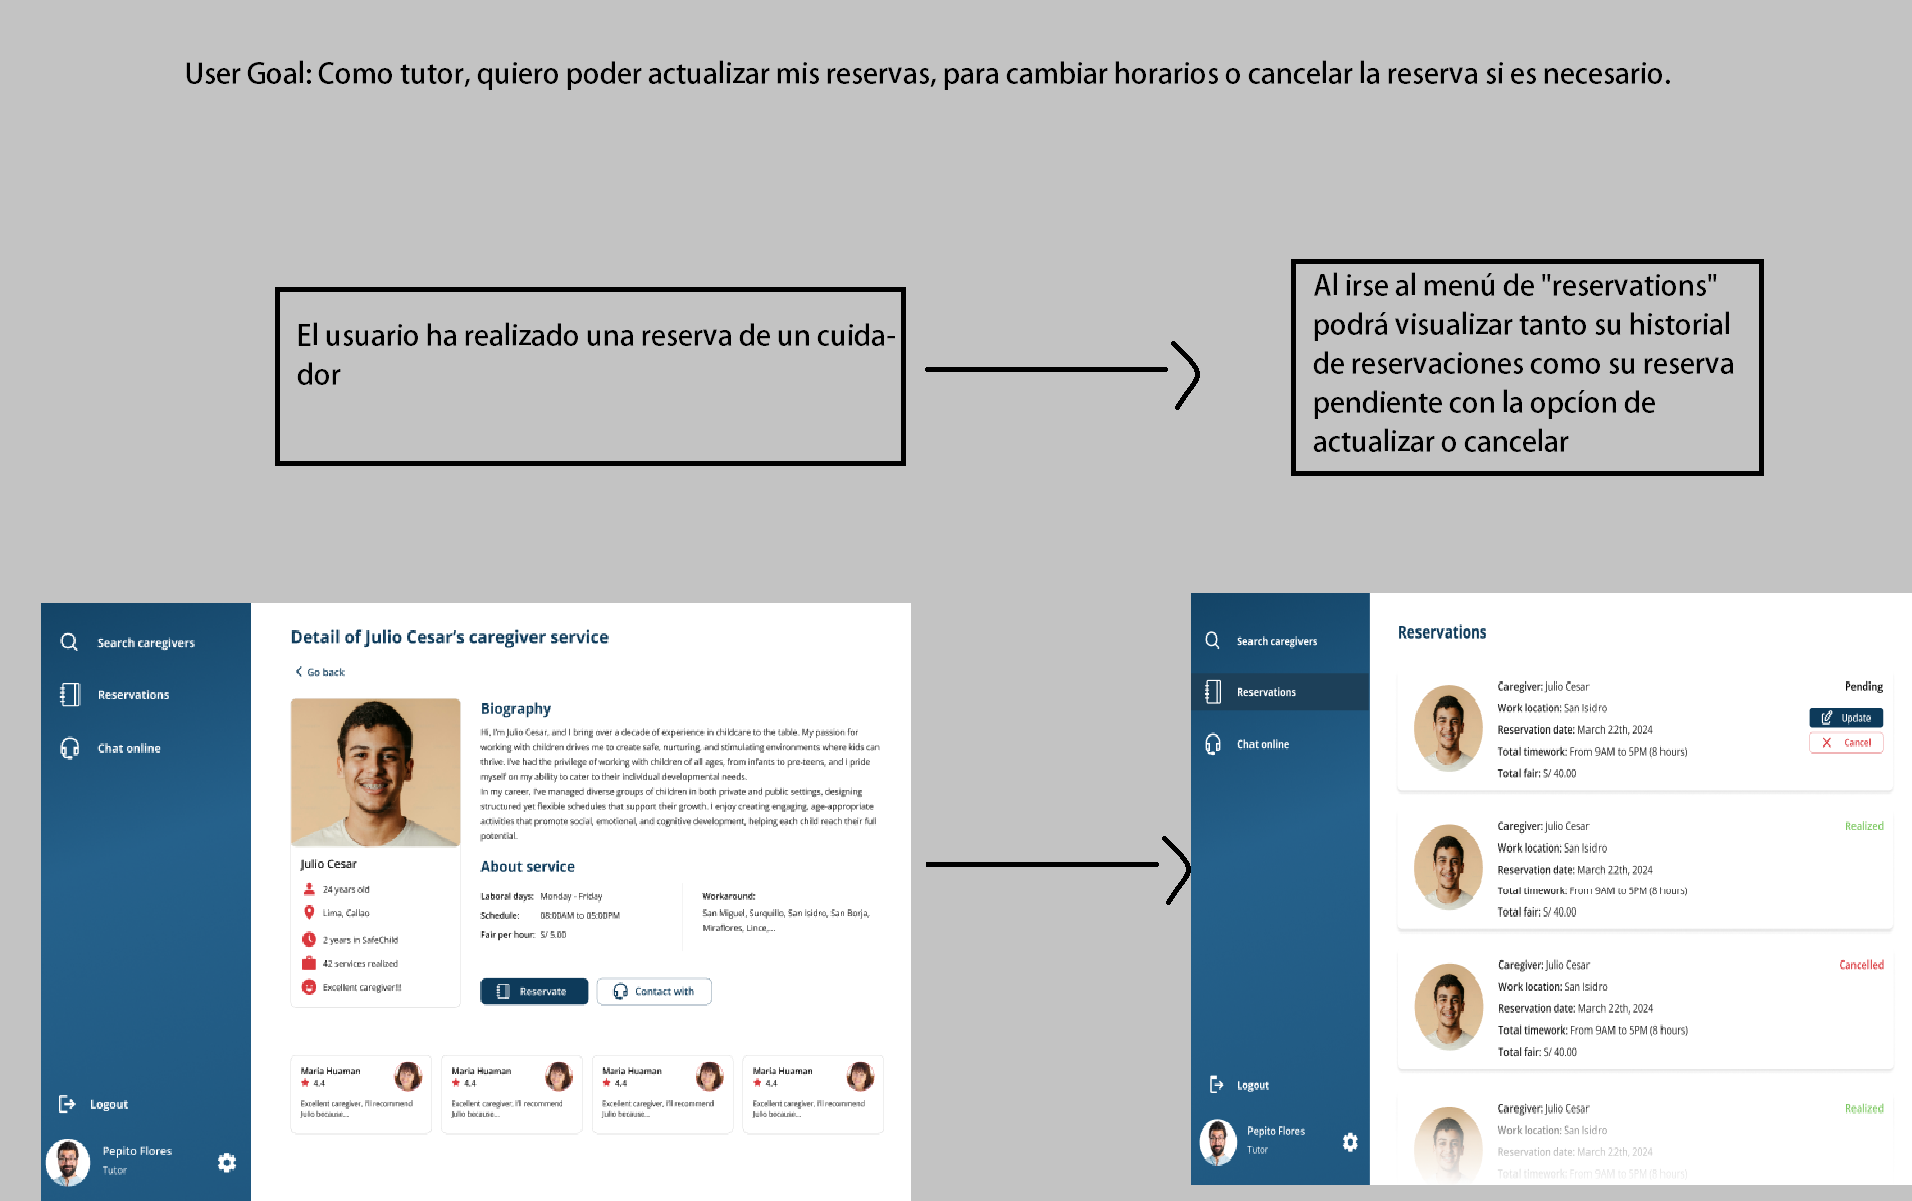 User Goal: Como tutor, quiero poder actualizar mis reservas, para cambiar horarios o cancelar la reserva si es necesario.
El usuario ha realizado una reserva de un cuida-
dor
Al irse al menú de "reservations"
podrá visualizar tanto su historial
de reservaciones como su reserva
pendiente con la opcíon de
actualizar o cancelar
Search caregivers
Reservations
Chat online
Logout
Pepito Flores
Tutor
Detail of Julio Cesar's caregiver service
Go back
Julio Cesar
24 years old
Lima, Callao
2 years in SafeChild
42 services realized
Excellent caregiver!!!
Biography
Hi, I'm Julio Cesar, and I bring over a decade of experience in childcare to the table. My passion for
working with children drives me to create safe, nurturing, and stimulating environments where kids can
thrive. I've had the privilege of working with children of all ages, from infants to pre-teens, and I pride
myself on my ability to cater to their individual developmental needs.
In my career, I've managed diverse groups of children in both private and public settings, designing
structured yet flexible schedules that support their growth. I enjoy creating engaging, age-appropriate
activities that promote social, emotional, and cognitive development, helping each child reach their full
potential.
About service
Laboral days: Monday - Friday
Schedule: 08:00AM to 05:00PM
Fair per hour: S/ 5.00
Workaround:
San Miguel, Surquillo, San Isidro, San Borja,
Miraflores, Lince,...
Reservate
Contact with
Maria Huaman
4.4
Excellent caregiver, I'll recommend
Julio because...
Maria Huaman
4.4
Excellent caregiver, I'll recommend
Julio because...
Maria Huaman
4.4
Excellent caregiver, I'll recommend
Julio because...
Maria Huaman
4.4
Excellent caregiver, I'll recommend
Julio because...
Search caregivers
Reservations
Chat online
Logout
Pepito Flores
Tutor
Reservations
Caregiver: Julio Cesar
Work location: San Isidro
Reservation date: March 22th, 2024
Total timework: From 9AM to 5PM (8 hours)
Total fair: S/ 40.00
Pending
Update
Cancel
Caregiver: Julio Cesar
Work location: San Isidro
Reservation date: March 22th, 2024
Total timework: From 9AM to 5PM (8 hours)
Total fair: S/ 40.00
Realized
Caregiver: Julio Cesar
Work location: San Isidro
Reservation date: March 22th, 2024
Total timework: From 9AM to 5PM (8 hours)
Total fair: S/ 40.00
Cancelled
Caregiver: Julio Cesar
Work location: San Isidro
Reservation date: March 22th, 2024
Total timework: From 9AM to 5PM (8 hours)
Realized